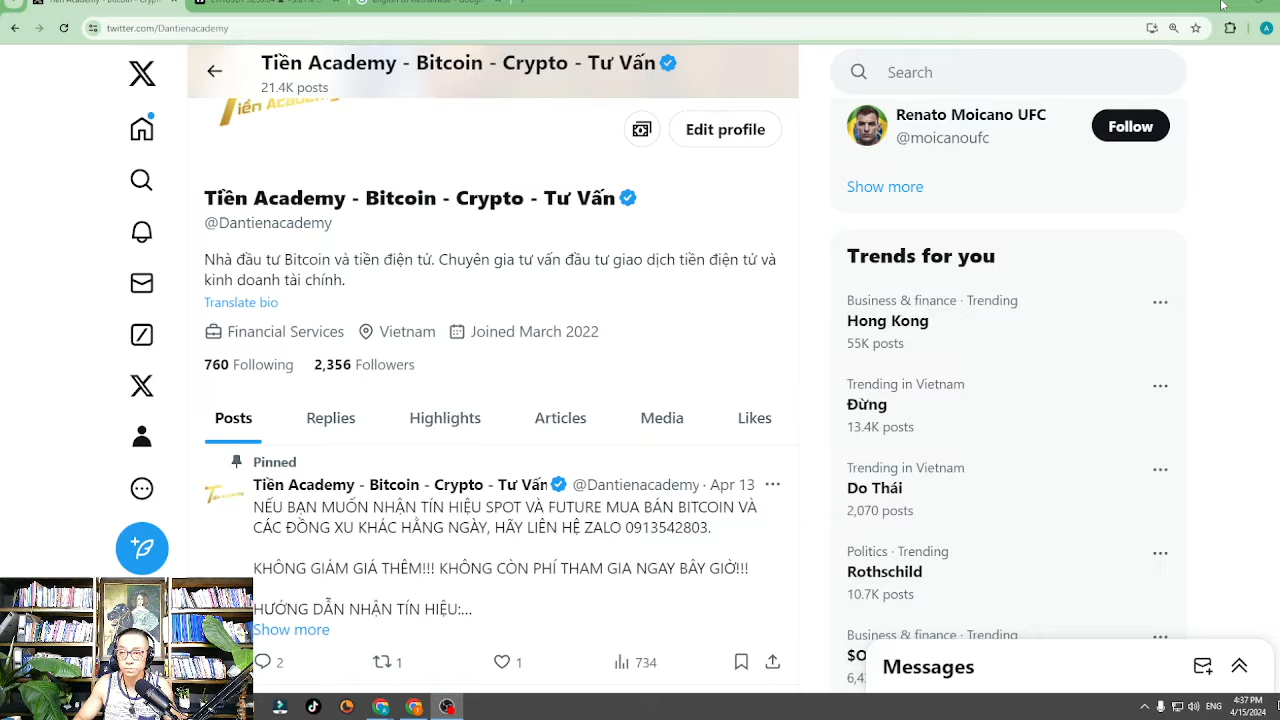 twitter.com/Dantienacademy
Tiền Academy - Bitcoin - Crypto - Tư Vấn
21.4K posts
Tiền Academy
Edit profile
Tiền Academy - Bitcoin - Crypto - Tư Vấn
@Dantienacademy
Nhà đầu tư Bitcoin và tiền điện tử. Chuyên gia tư vấn đầu tư giao dịch tiền điện tử và
kinh doanh tài chính.
Translate bio
Financial Services Vietnam Joined March 2022
760 Following 2,356 Followers
Posts Replies Highlights Articles Media Likes
Pinned
Tiền Academy - Bitcoin - Crypto - Tư Vấn @Dantienacademy · Apr 13
NẾU BẠN MUỐN NHẬN TÍN HIỆU SPOT VÀ FUTURE MUA BÁN BITCOIN VÀ
CÁC ĐỒNG XU KHÁC HẰNG NGÀY, HÃY LIÊN HỆ ZALO 0913542803.
KHÔNG GIẢM GIÁ THÊM!!! KHÔNG CÒN PHÍ THAM GIA NGAY BÂY GIỜ!!!
HƯỚNG DẪN NHẬN TÍN HIỆU:...
Show more
2 1 1 734
Search
Renato Moicano UFC
@moicanoufc
Follow
Show more
Trends for you
Business & finance · Trending
Hong Kong
55K posts
Trending in Vietnam
Đừng
13.4K posts
Trending in Vietnam
Do Thái
2,070 posts
Politics · Trending
Rothschild
10.7K posts
Business & finance · Trending
Messages
ENG
4:37 PM
4/15/2024